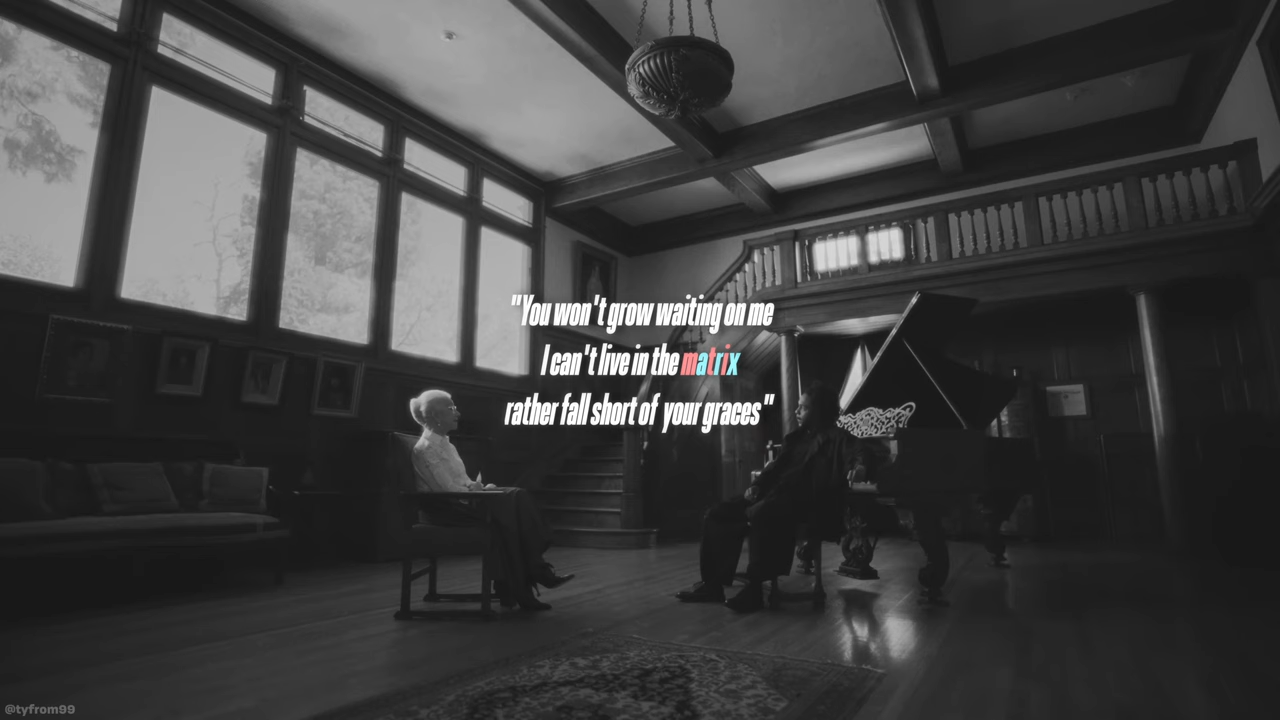 "You won't grow waiting on me
I can't live in the matrix
rather fall short of your graces"
@tyfrom99